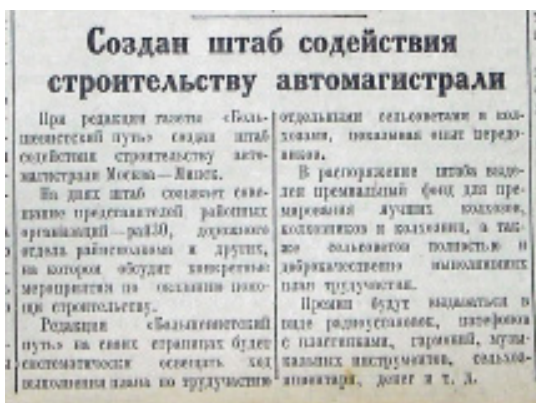 Создан штаб содействия
строительству автомагистрали
При редакции газеты «Боль-
шевистский путь» создан штаб
содействия строительству авто-
магистрали Москва—Минск.
На днях штаб созывает сове-
щание представителей районных
организаций—райЗО, дорожного
отдела райисполкома и других,
на котором обсудит конкретные
мероприятия по оказанию помо-
щи строительству.
Редакция «Большевистский
путь» на своих страницах будет
систематически освещать ход
выполнения плана по трудучастию
отдельными сельсоветами и кол-
хозами, показывая опыт передо-
виков.
В распоряжение штаба выде-
лен премиальный фонд для пре-
мирования лучших колхозов,
колхозников и колхозниц, а так-
же сельсоветов полностью и
доброкачественно выполнивших
план трудучастия.
Премии будут выдаваться в
виде радиоустановок, патефонов
с пластинками, гармоний, музы-
кальных инструментов, сельхоз-
инвентаря, денег и т. д.